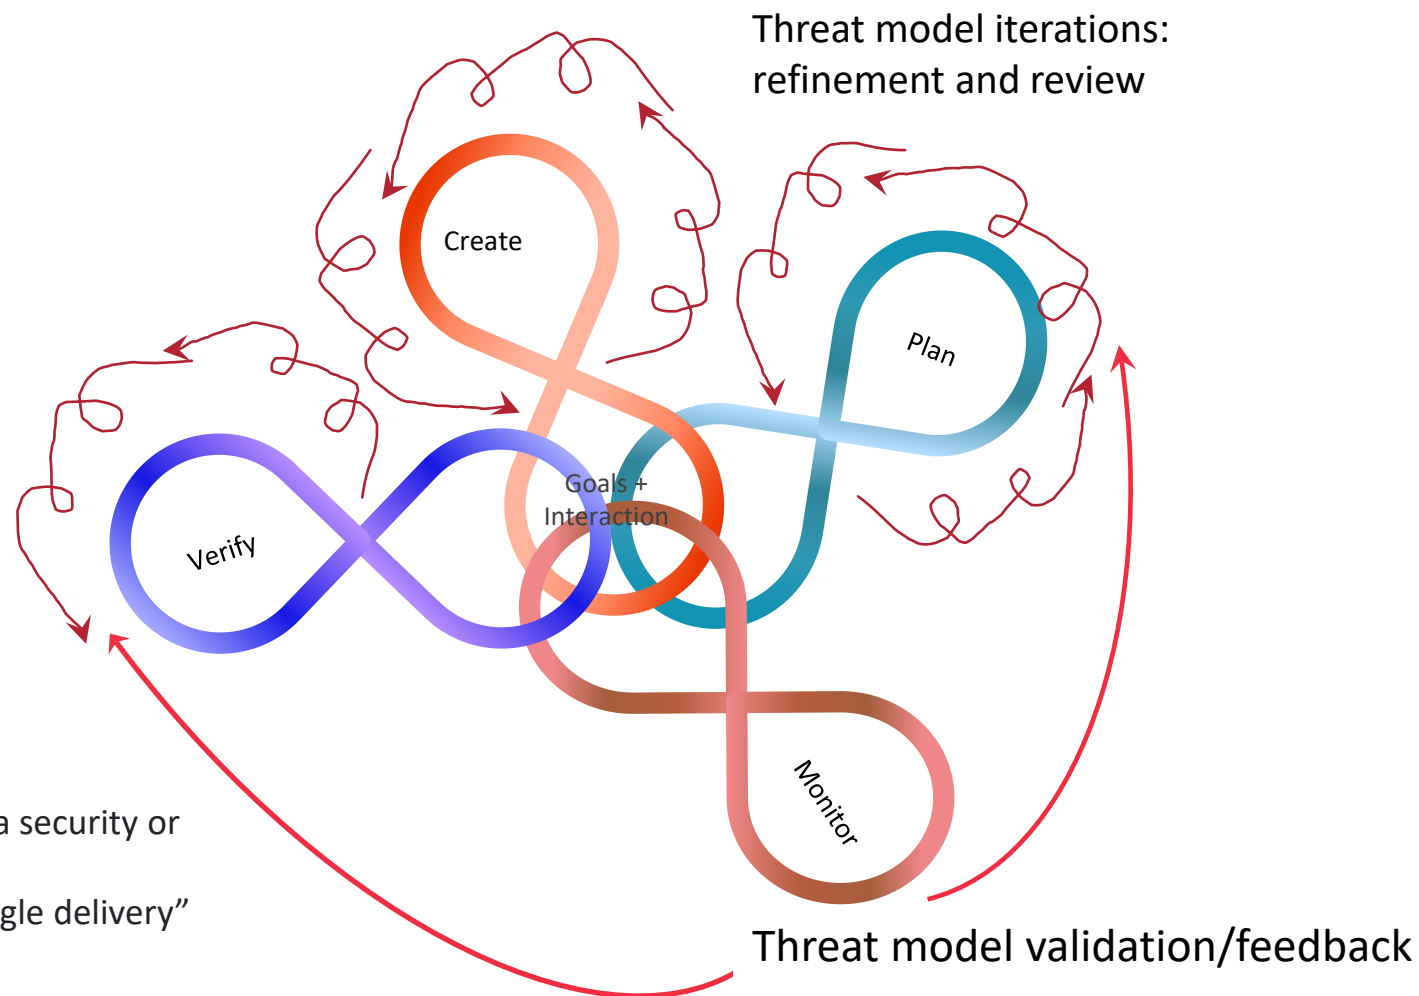 Threat model iterations:
refinement and review
Create
Plan
Goals +
Interaction
Verify
Monitor
a security or
gle delivery”
Threat model validation/feedback